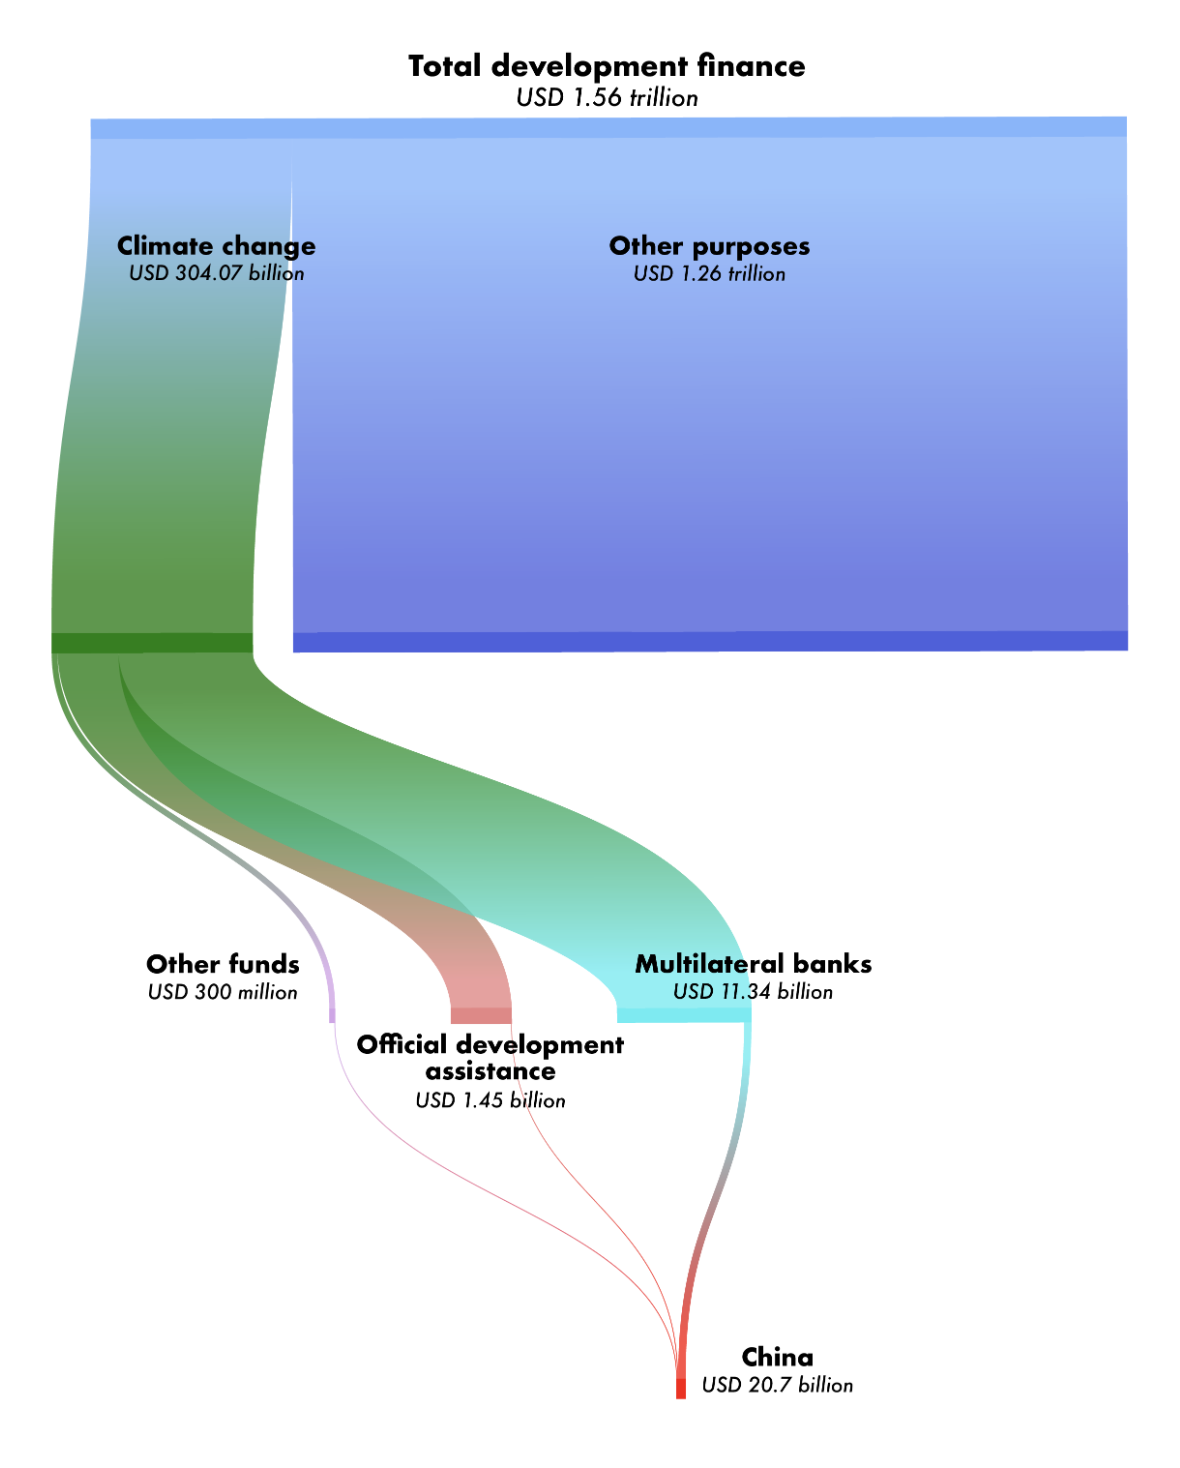 Total development finance
USD 1.56 trillion
Climate change
USD 304.07 billion
Other purposes
USD 1.26 trillion
Other funds
USD 300 million
Multilateral banks
USD 11.34 billion
Official development
assistance
USD 1.45 billion
China
USD 20.7 billion